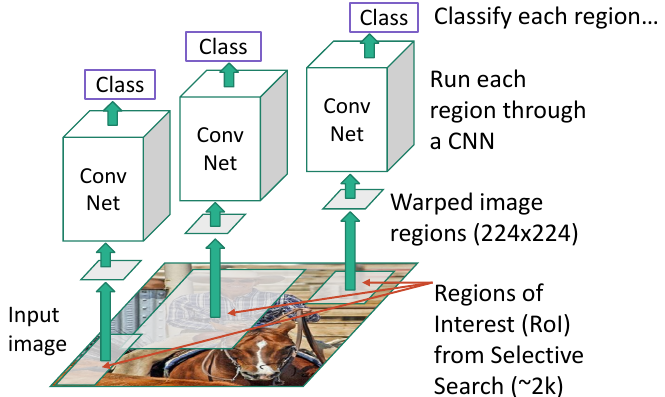 Class
Classify each region...
Class
Class
Run each
region through
a CNN
Conv
Net
Conv
Net
Conv
Net
Warped image
regions (224x224)
Input
image
Regions of
Interest (RoI)
from Selective
Search (~2k)